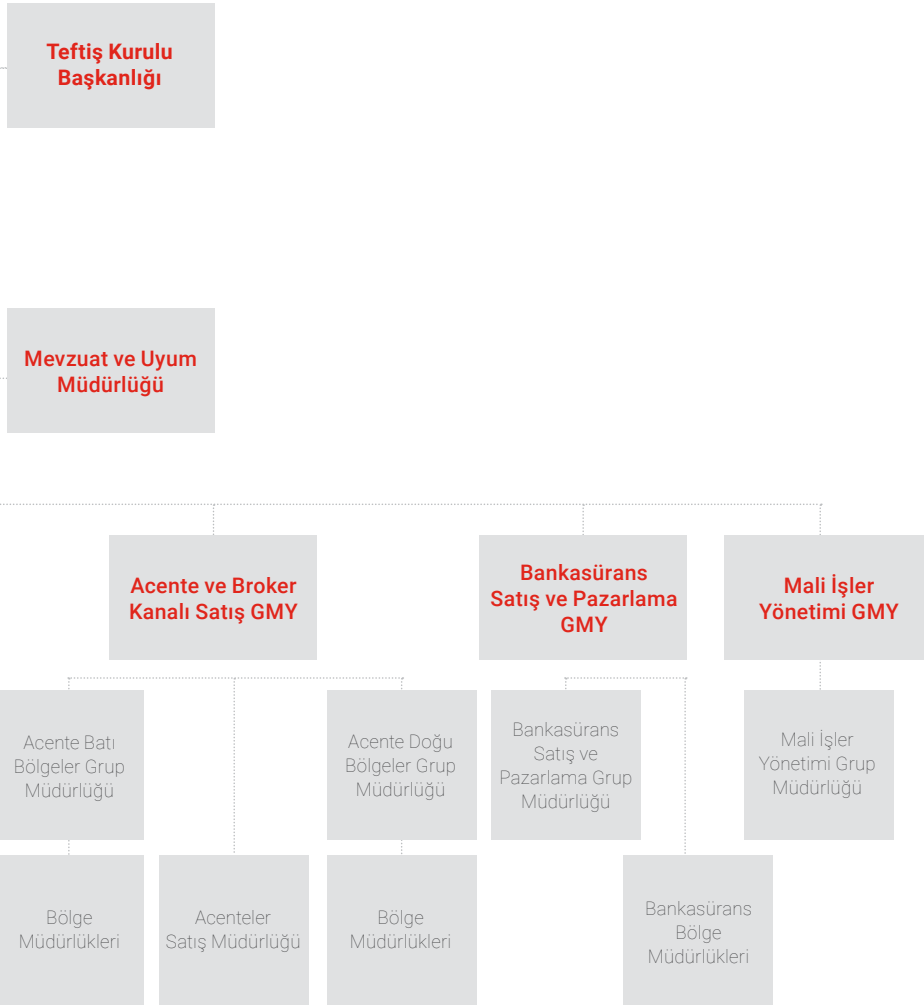 Teftiş Kurulu
Başkanlığı
Mevzuat ve Uyum
Müdürlüğü
Acente ve Broker
Kanalı Satış GMY
Bankasürans
Satış ve Pazarlama
GMY
Mali İşler
Yönetimi GMY
Acente Batı
Bölgeler Grup
Müdürlüğü
Acente Doğu
Bölgeler Grup
Müdürlüğü
Bankasürans
Satış ve
Pazarlama Grup
Müdürlüğü
Mali İşler
Yönetimi Grup
Müdürlüğü
Bölge
Müdürlükleri
Acenteler
Satış Müdürlüğü
Bölge
Müdürlükleri
Bankasürans
Bölge
Müdürlükleri